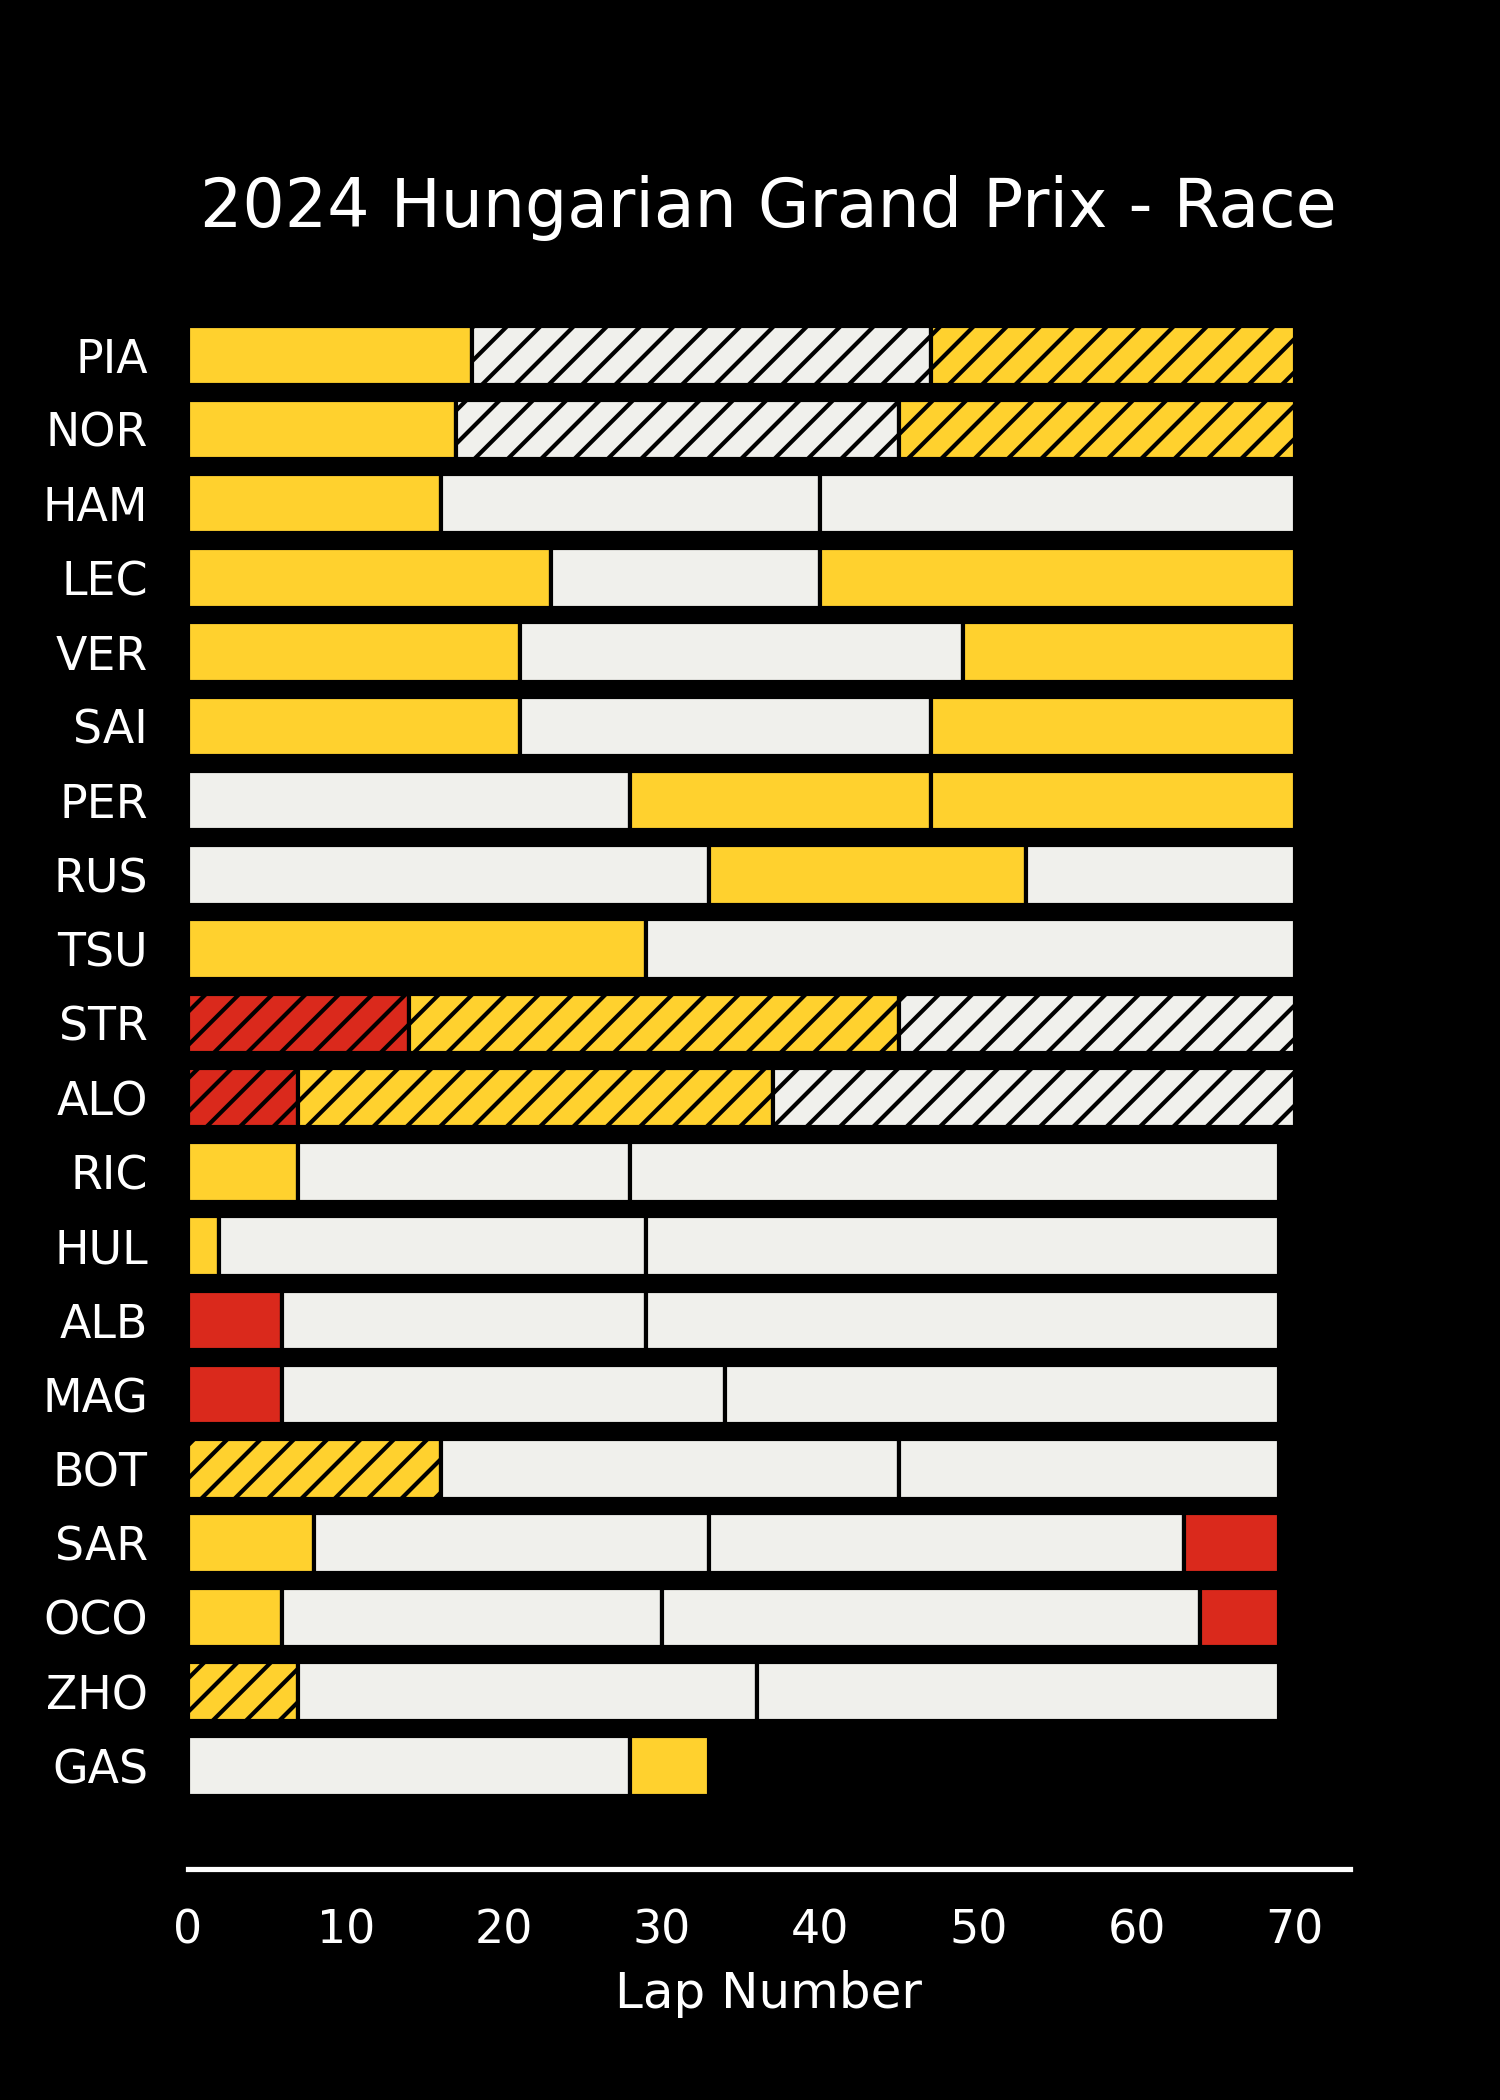 2024 Hungarian Grand Prix - Race
PIA
NOR
HAM
LEC
VER
SAI
PER
RUS
TSU
STR
ALO
RIC
HUL
ALB
MAG
BOT
SAR
OCO
ZHO
GAS
0 10 20 30 40 50 60 70
Lap Number